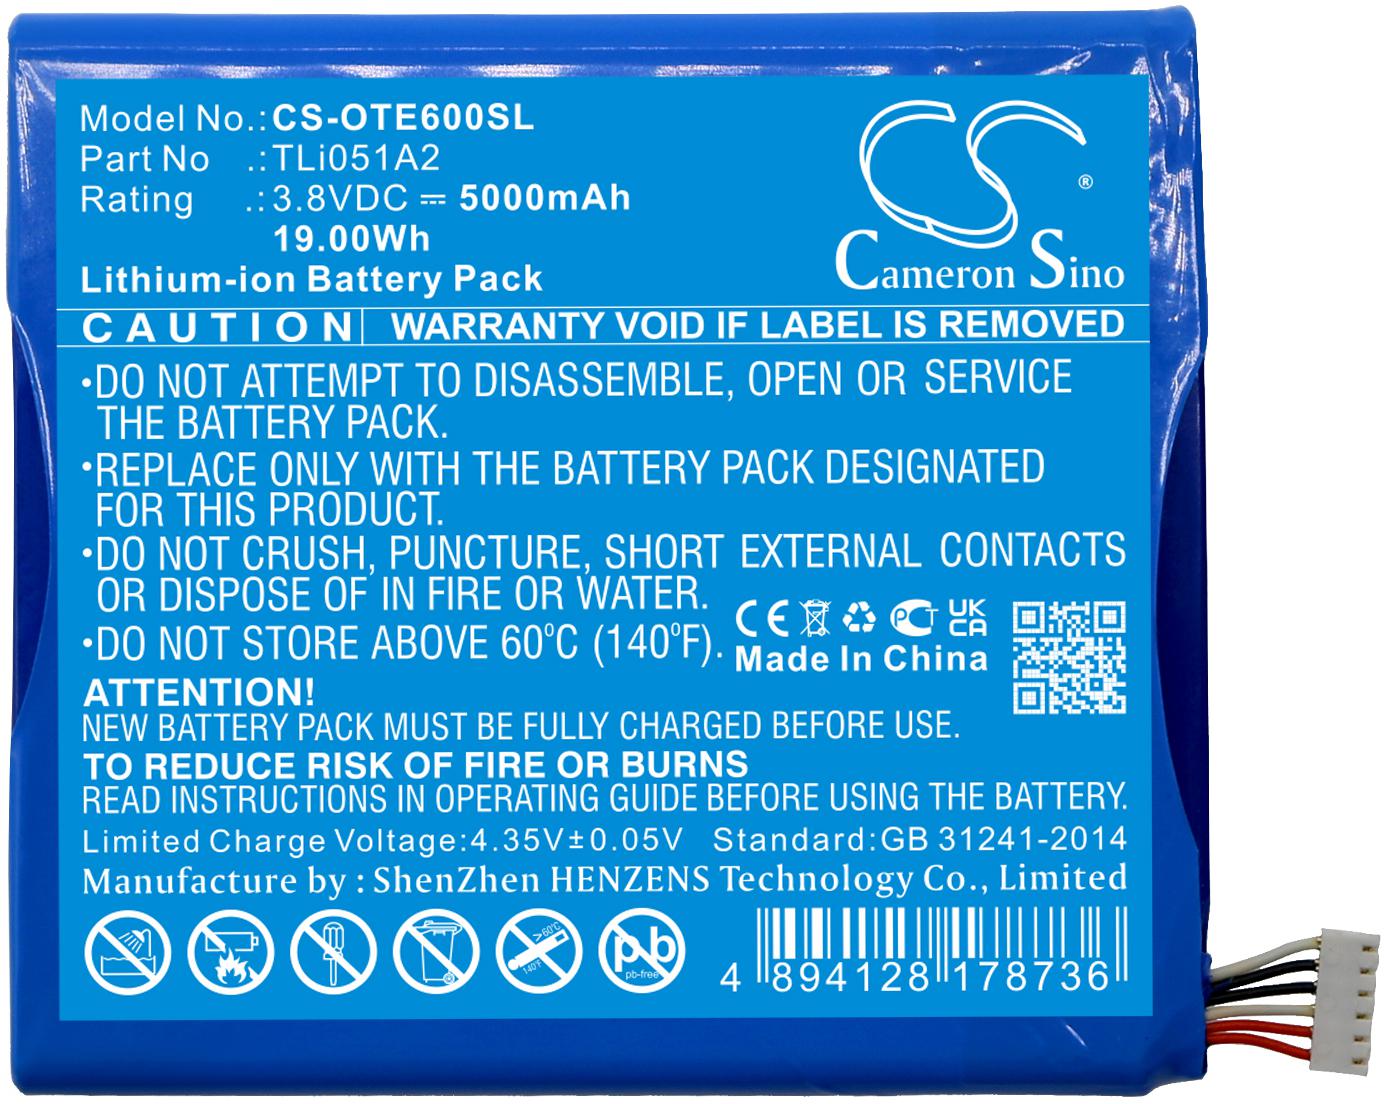 Model No.:CS-OTE600SL
Part No .:TLi051A2
Rating .:3.8VDC ⎓ 5000mAh
19.00Wh
Lithium-ion Battery Pack
CS
®
Cameron Sino
CAUTION WARRANTY VOID IF LABEL IS REMOVED
•DO NOT ATTEMPT TO DISASSEMBLE, OPEN OR SERVICE
THE BATTERY PACK.
•REPLACE ONLY WITH THE BATTERY PACK DESIGNATED
FOR THIS PRODUCT.
•DO NOT CRUSH, PUNCTURE, SHORT EXTERNAL CONTACTS
OR DISPOSE OF IN FIRE OR WATER.
•DO NOT STORE ABOVE 60°C (140°F).
CE PCT UK
CA
Made In China
ATTENTION!
NEW BATTERY PACK MUST BE FULLY CHARGED BEFORE USE.
TO REDUCE RISK OF FIRE OR BURNS
READ INSTRUCTIONS IN OPERATING GUIDE BEFORE USING THE BATTERY.
Limited Charge Voltage:4.35V±0.05V Standard:GB 31241-2014
Manufacture by : ShenZhen HENZENS Technology Co., Limited
>60°C
140°F
pb
pb-free
4 894128 178736